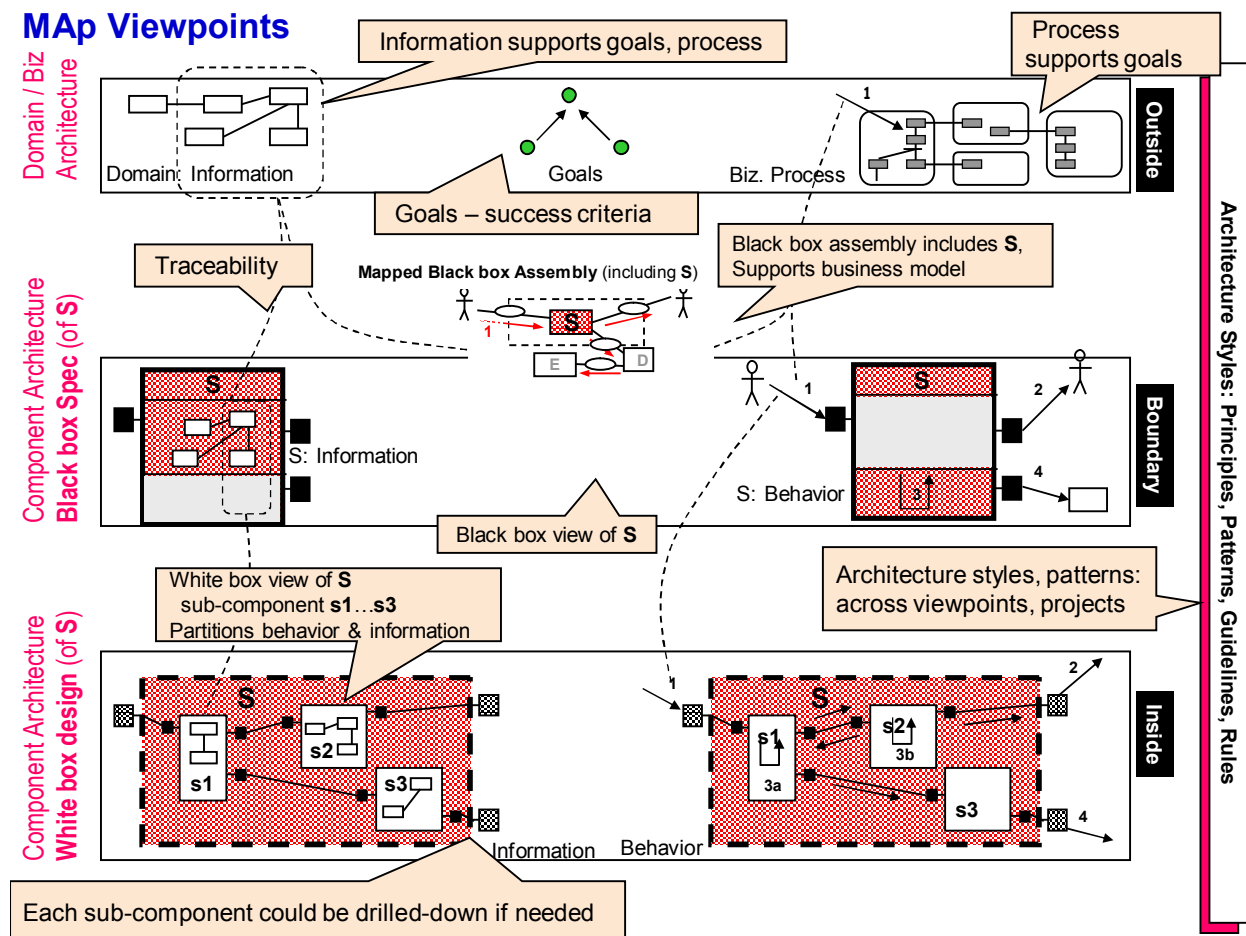 MAp Viewpoints
Domain / Biz
Architecture
Information supports goals, process
Process
supports goals
1
Domain:
Information
Goals
Biz. Process
Outside
Goals – success criteria
Traceability
Mapped Black box Assembly (including S)
Black box assembly includes S,
Supports business model
1
S
E
D
Component Architecture
Black box Spec (of S)
S
S: Information
1
S
2
4
3
S: Behavior
Boundary
Black box view of S
White box view of S
sub-component s1…s3
Partitions behavior & information
Architecture styles, patterns:
across viewpoints, projects
Architecture Styles: Principles, Patterns, Guidelines, Rules
Component Architecture
White box design (of S)
S
s1
s2
s3
Information
Behavior
1
S
s1
3a
s2
3b
s3
2
4
Inside
Each sub-component could be drilled-down if needed